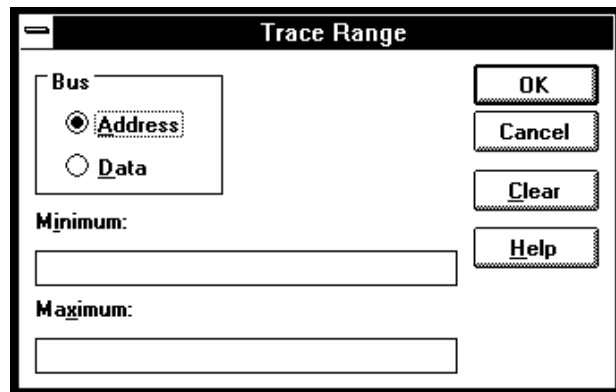 Trace Range
Bus
Address
Data
OK
Cancel
Clear
Help
Minimum:
Maximum: